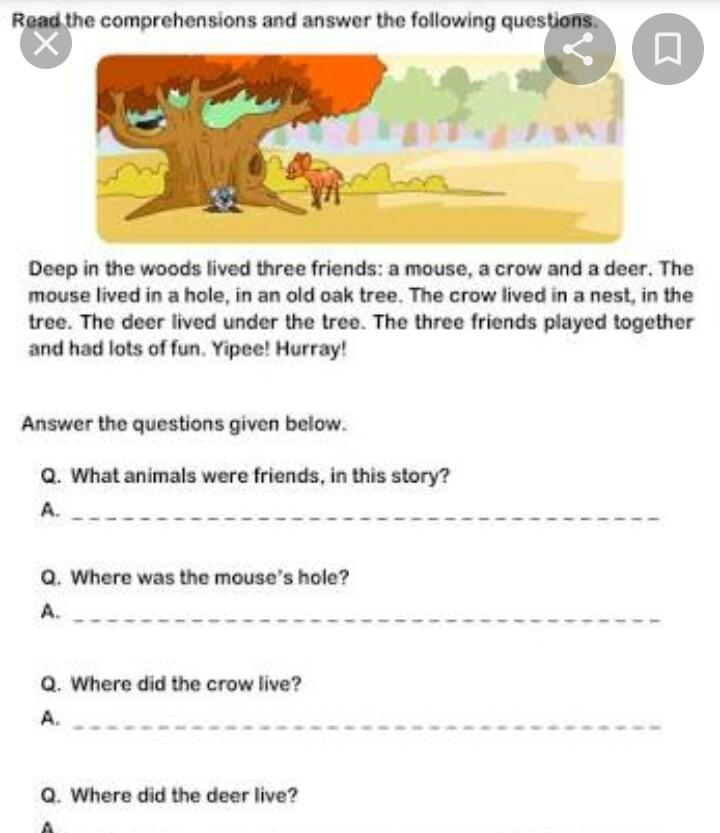 Read the comprehensions and answer the following questions.
Deep in the woods lived three friends: a mouse, a crow and a deer. The
mouse lived in a hole, in an old oak tree. The crow lived in a nest, in the
tree. The deer lived under the tree. The three friends played together
and had lots of fun. Yipee! Hurray!
Answer the questions given below.
Q. What animals were friends, in this story?
A.
Q. Where was the mouse's hole?
A.
Q. Where did the crow live?
A.
Q. Where did the deer live?
A